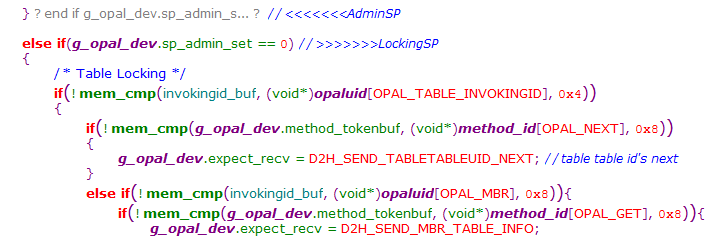 } ? end if g_opal_dev.sp_admin_s... ? //<<<<<<<AdminSP
else if(g_opal_dev.sp_admin_set == 0) //>>>>>>>LockingSP
{
/* Table Locking */
if(!mem_cmp(invokingid_buf, (void*)opaluid[OPAL_TABLE_INVOKINGID], 0x4))
{
if(!mem_cmp(g_opal_dev.method_tokenbuf, (void*)method_id[OPAL_NEXT], 0x8))
{
g_opal_dev.expect_recv = D2H_SEND_TABLETABLEUID_NEXT; //table table id's next
}
else if(!mem_cmp(invokingid_buf, (void*)opaluid[OPAL_MBR], 0x8)){
if(!mem_cmp(g_opal_dev.method_tokenbuf, (void*)method_id[OPAL_GET], 0x8)){
g_opal_dev.expect_recv = D2H_SEND_MBR_TABLE_INFO;